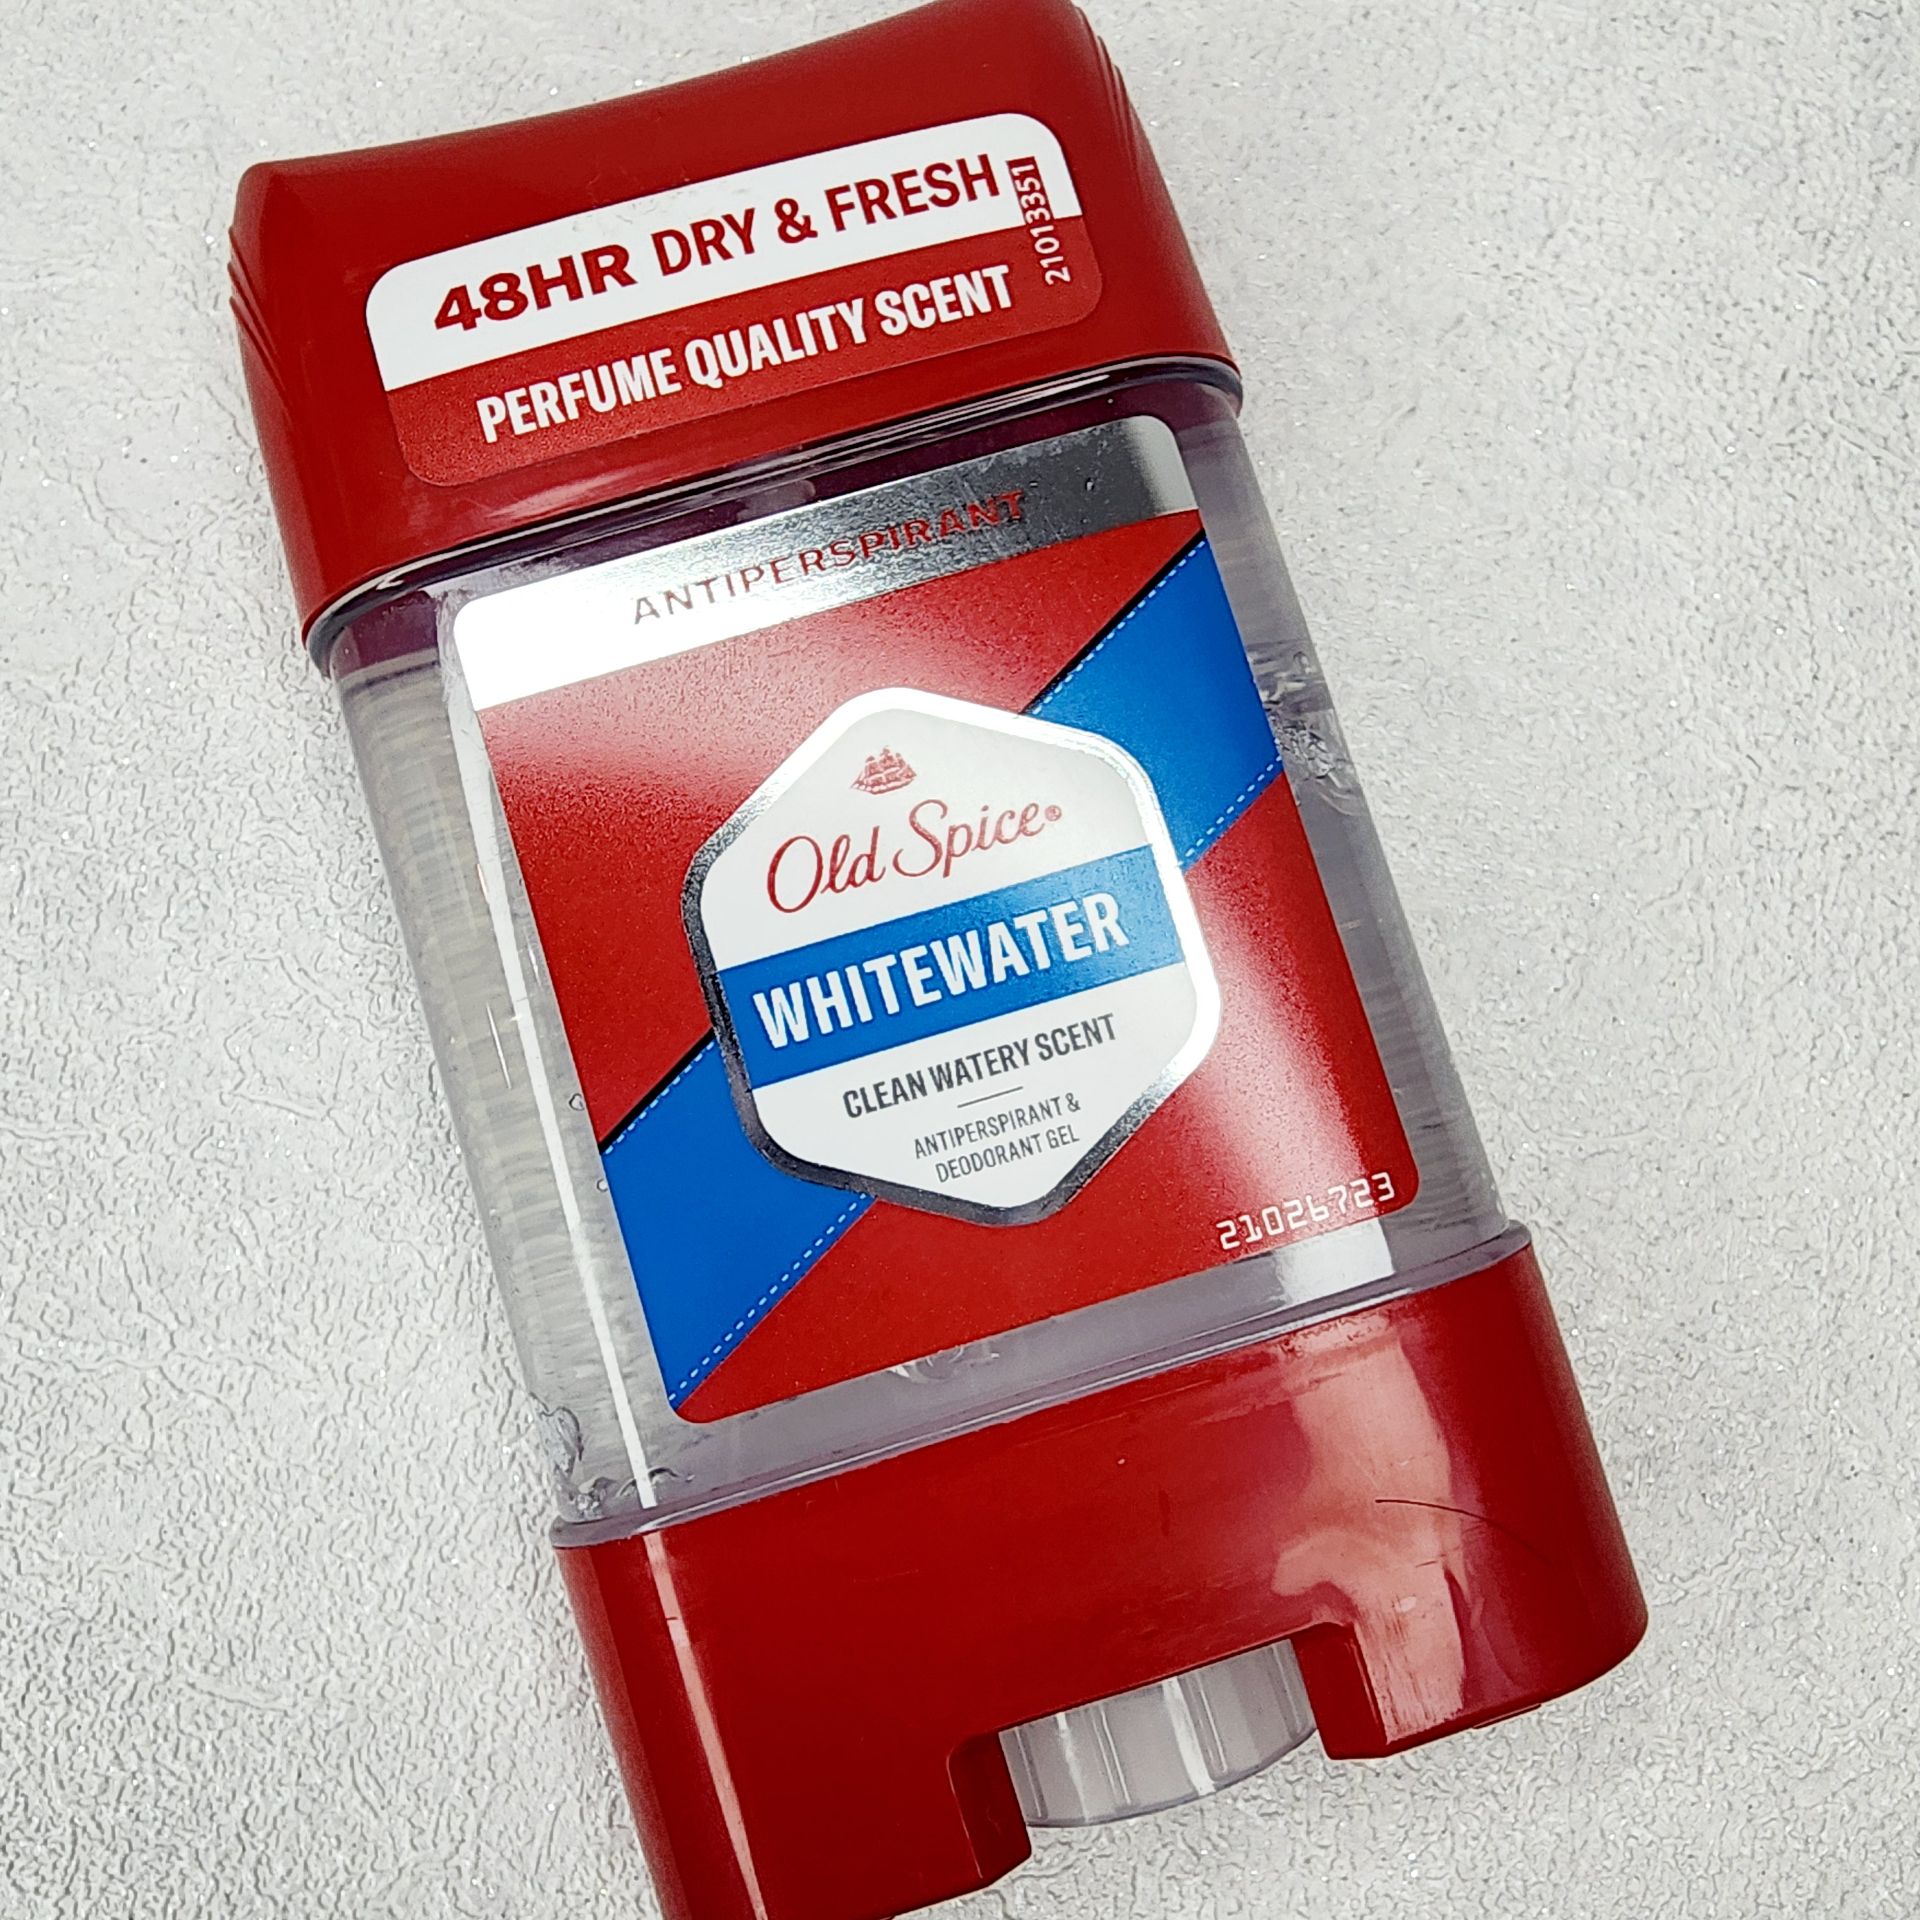 48HR DRY & FRESH
PERFUME QUALITY SCENT
21013351
ANTIPERSPIRANT
Old Spice®
WHITEWATER
CLEAN WATERY SCENT
ANTIPERSPIRANT &
DEODORANT GEL
21026723